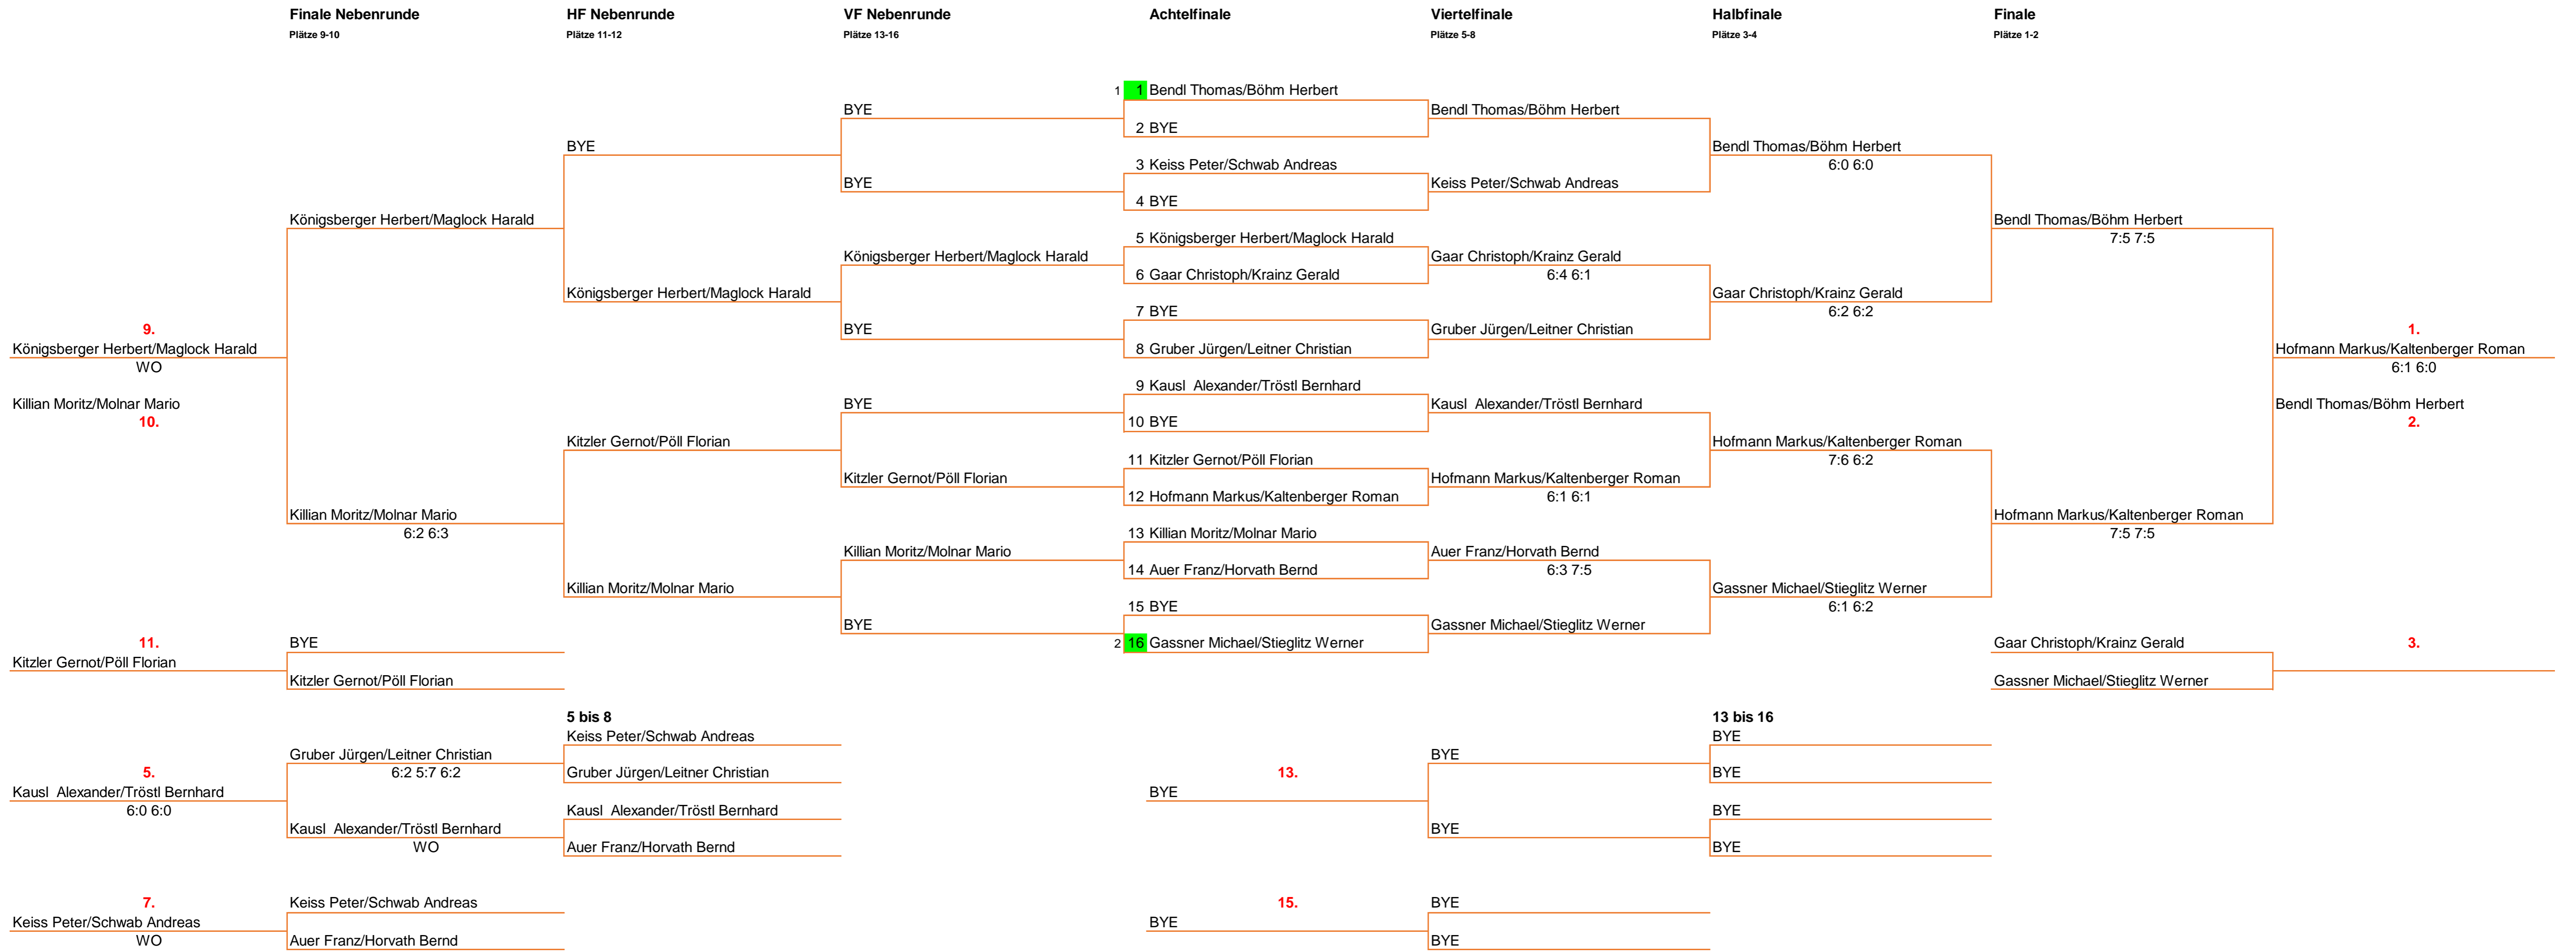 Finale Nebenrunde HF Nebenrunde VF Nebenrunde Achtelfinale Viertelfinale Halbfinale Finale
Plätze 9-10 Plätze 11-12 Plätze 13-16 Plätze 5-8 Plätze 3-4 Plätze 1-2
1 1 Bendl Thomas/Böhm Herbert
BYE Bendl Thomas/Böhm Herbert
2 BYE
BYE Bendl Thomas/Böhm Herbert
3 Keiss Peter/Schwab Andreas 6:0 6:0
BYE Keiss Peter/Schwab Andreas
4 BYE
Königsberger Herbert/Maglock Harald Bendl Thomas/Böhm Herbert
5 Königsberger Herbert/Maglock Harald 7:5 7:5
Königsberger Herbert/Maglock Harald Gaar Christoph/Krainz Gerald
6 Gaar Christoph/Krainz Gerald 6:4 6:1
Königsberger Herbert/Maglock Harald Gaar Christoph/Krainz Gerald
7 BYE 6:2 6:2
9. BYE Gruber Jürgen/Leitner Christian 1.
Königsberger Herbert/Maglock Harald 8 Gruber Jürgen/Leitner Christian Hofmann Markus/Kaltenberger Roman
WO 6:1 6:0
9 Kausl  Alexander/Tröstl Bernhard
Killian Moritz/Molnar Mario BYE Kausl  Alexander/Tröstl Bernhard Bendl Thomas/Böhm Herbert
10. 10 BYE 2.
Kitzler Gernot/Pöll Florian Hofmann Markus/Kaltenberger Roman
11 Kitzler Gernot/Pöll Florian 7:6 6:2
Kitzler Gernot/Pöll Florian Hofmann Markus/Kaltenberger Roman
12 Hofmann Markus/Kaltenberger Roman 6:1 6:1
Killian Moritz/Molnar Mario Hofmann Markus/Kaltenberger Roman
6:2 6:3 13 Killian Moritz/Molnar Mario 7:5 7:5
Killian Moritz/Molnar Mario Auer Franz/Horvath Bernd
14 Auer Franz/Horvath Bernd 6:3 7:5
Killian Moritz/Molnar Mario Gassner Michael/Stieglitz Werner
15 BYE 6:1 6:2
BYE Gassner Michael/Stieglitz Werner
11. BYE 2 16 Gassner Michael/Stieglitz Werner Gaar Christoph/Krainz Gerald 3.
Kitzler Gernot/Pöll Florian
Kitzler Gernot/Pöll Florian Gassner Michael/Stieglitz Werner
5 bis 8 13 bis 16
Keiss Peter/Schwab Andreas BYE
Gruber Jürgen/Leitner Christian BYE
5. 6:2 5:7 6:2 Gruber Jürgen/Leitner Christian 13. BYE
Kausl  Alexander/Tröstl Bernhard BYE
6:0 6:0 Kausl  Alexander/Tröstl Bernhard BYE
Kausl  Alexander/Tröstl Bernhard BYE
WO Auer Franz/Horvath Bernd BYE
7. Keiss Peter/Schwab Andreas 15. BYE
Keiss Peter/Schwab Andreas BYE
WO Auer Franz/Horvath Bernd BYE